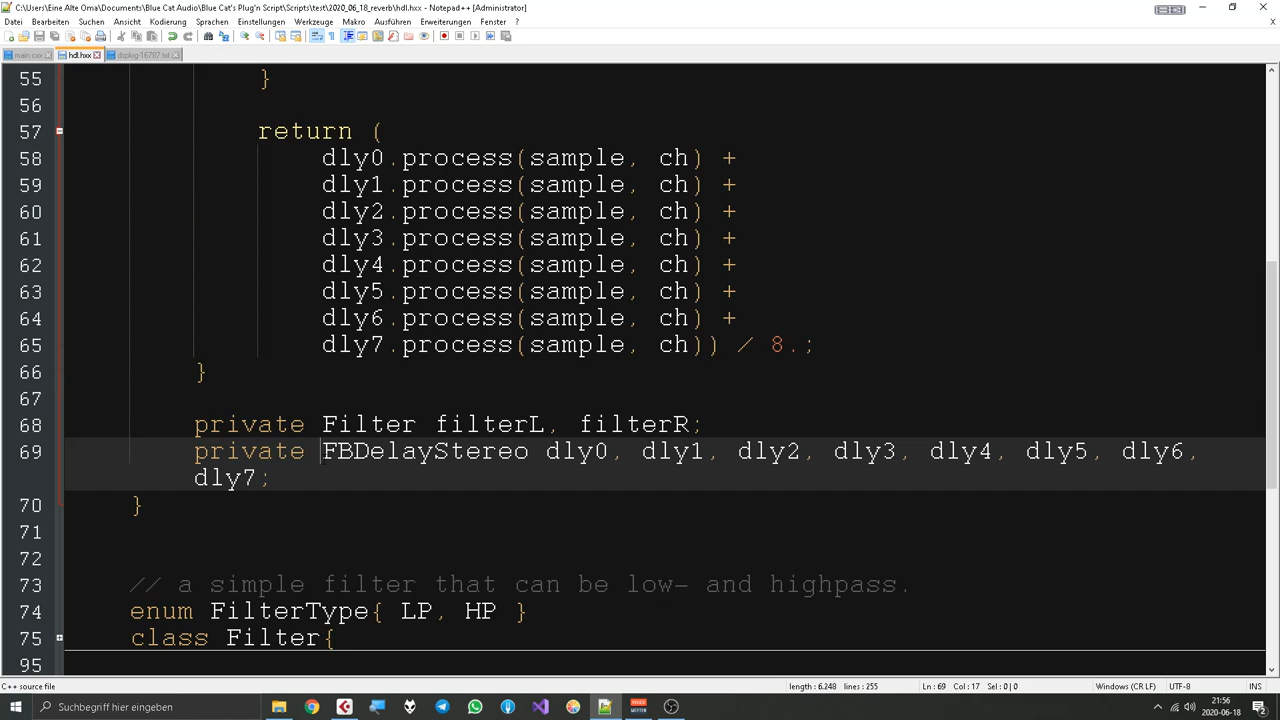 C:\Users\Eine Alte Oma\Documents\Blue Cat Audio\Blue Cat's Plug'n Script\Scripts\test\2020_06_18_reverb\hdl.hxx - Notepad++ [Administrator]
Datei Bearbeiten Suchen Ansicht Kodierung Sprachen Einstellungen Werkzeuge Makro Ausführen Erweiterungen Fenster ?
main.cxx hdl.hxx dsplog-16787.txt
55 }
56
57 return (
58 dly0.process(sample, ch) +
59 dly1.process(sample, ch) +
60 dly2.process(sample, ch) +
61 dly3.process(sample, ch) +
62 dly4.process(sample, ch) +
63 dly5.process(sample, ch) +
64 dly6.process(sample, ch) +
65 dly7.process(sample, ch)) / 8.;
66 }
67
68 private Filter filterL, filterR;
69 private FBDelayStereo dly0, dly1, dly2, dly3, dly4, dly5, dly6,
dly7;
70 }
71
72
73 // a simple filter that can be low- and highpass.
74 enum FilterType{ LP, HP }
75 class Filter{
95
C++ source file length : 6.248 lines : 255 Ln : 69 Col : 17 Sel : 0 | 0 Windows (CR LF) UTF-8 INS
Suchbegriff hier eingeben 21:56
2020-06-18